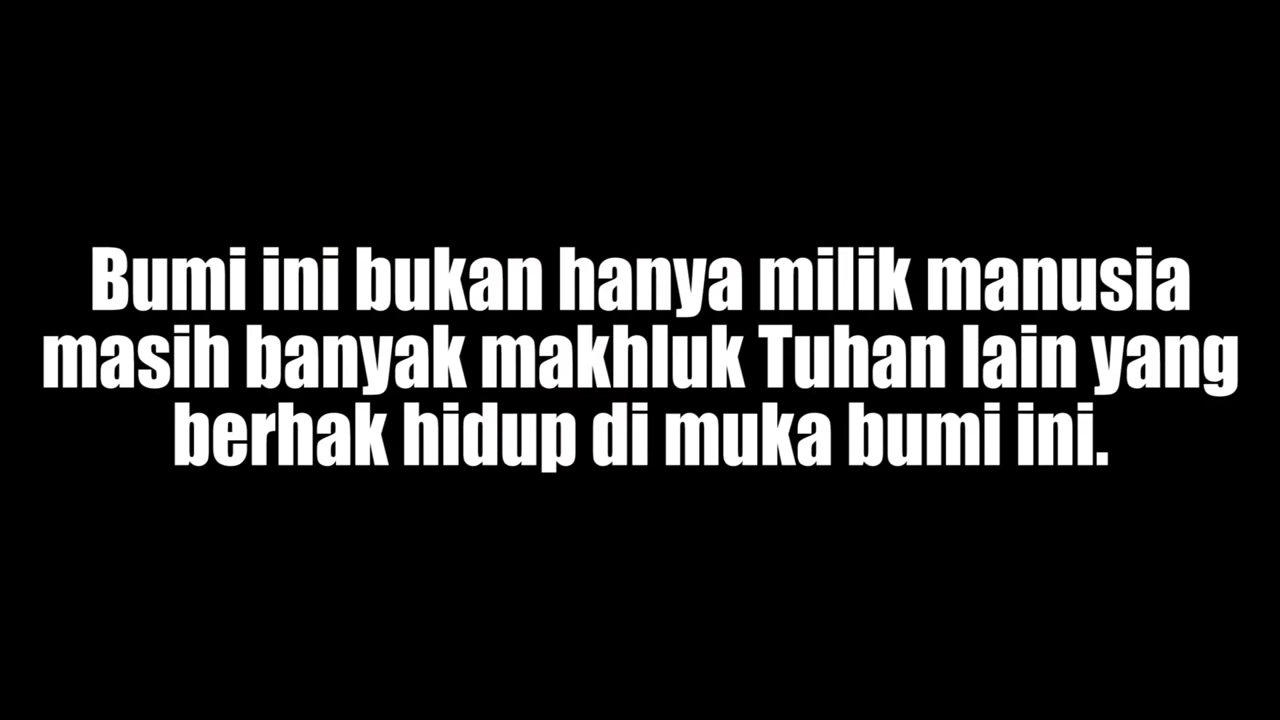 Bumi ini bukan hanya milik manusia
masih banyak makhluk Tuhan lain yang
berhak hidup di muka bumi ini.